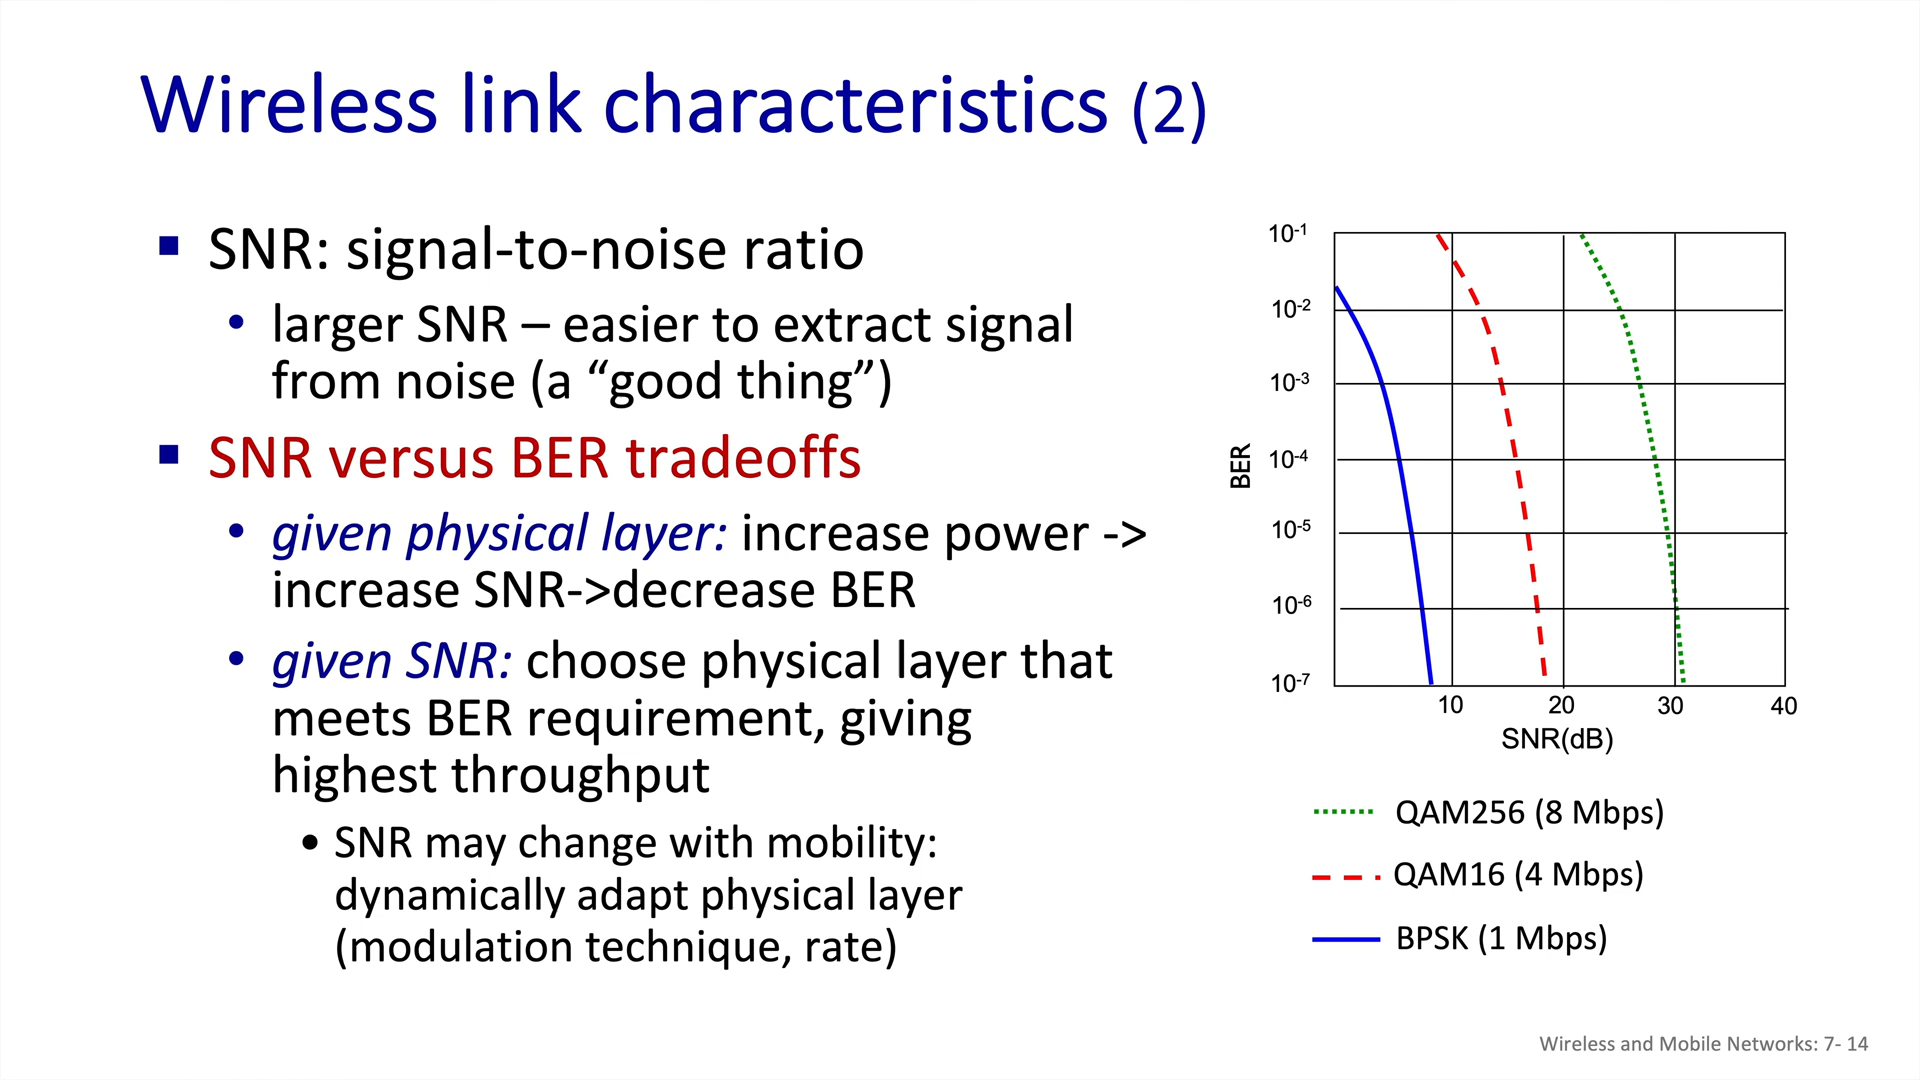 Wireless link characteristics (2)
▪ SNR: signal-to-noise ratio
• larger SNR – easier to extract signal
from noise (a “good thing”)
▪ SNR versus BER tradeoffs
• given physical layer: increase power ->
increase SNR->decrease BER
• given SNR: choose physical layer that
meets BER requirement, giving
highest throughput
• SNR may change with mobility:
dynamically adapt physical layer
(modulation technique, rate)
10⁻¹
10⁻²
10⁻³
10⁻⁴
10⁻⁵
10⁻⁶
10⁻⁷
BER
10 20 30 40
SNR(dB)
QAM256 (8 Mbps)
QAM16 (4 Mbps)
BPSK (1 Mbps)
Wireless and Mobile Networks: 7- 14